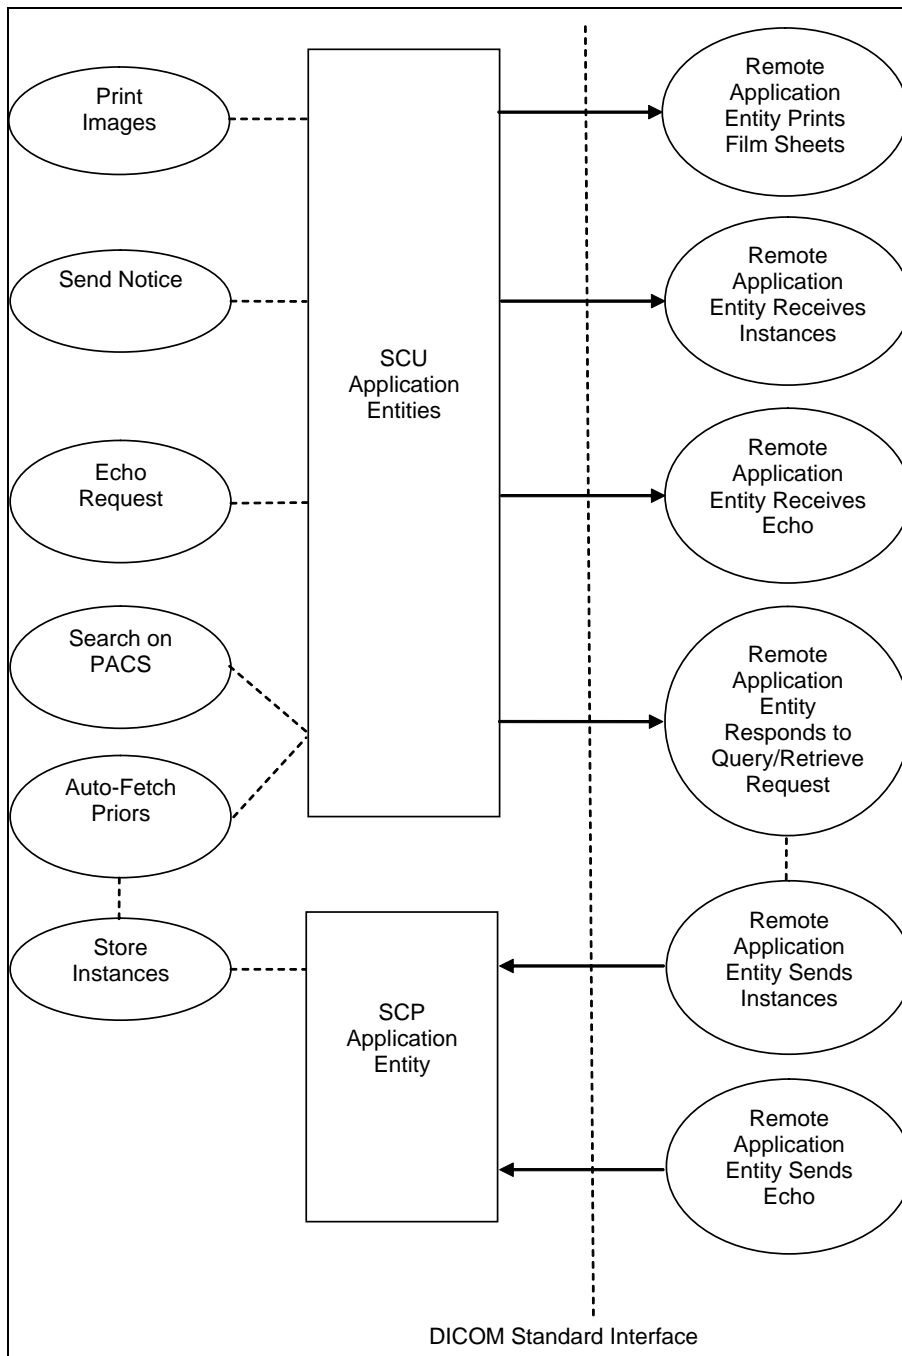 Print
Images
Remote
Application
Entity Prints
Film Sheets
Send Notice
Remote
Application
Entity Receives
Instances
SCU
Application
Entities
Echo
Request
Remote
Application
Entity Receives
Echo
Search on
PACS
Remote
Application
Entity
Responds to
Query/Retrieve
Request
Auto-Fetch
Priors
Store
Instances
SCP
Application
Entity
Remote
Application
Entity Sends
Instances
Remote
Application
Entity Sends
Echo
DICOM Standard Interface